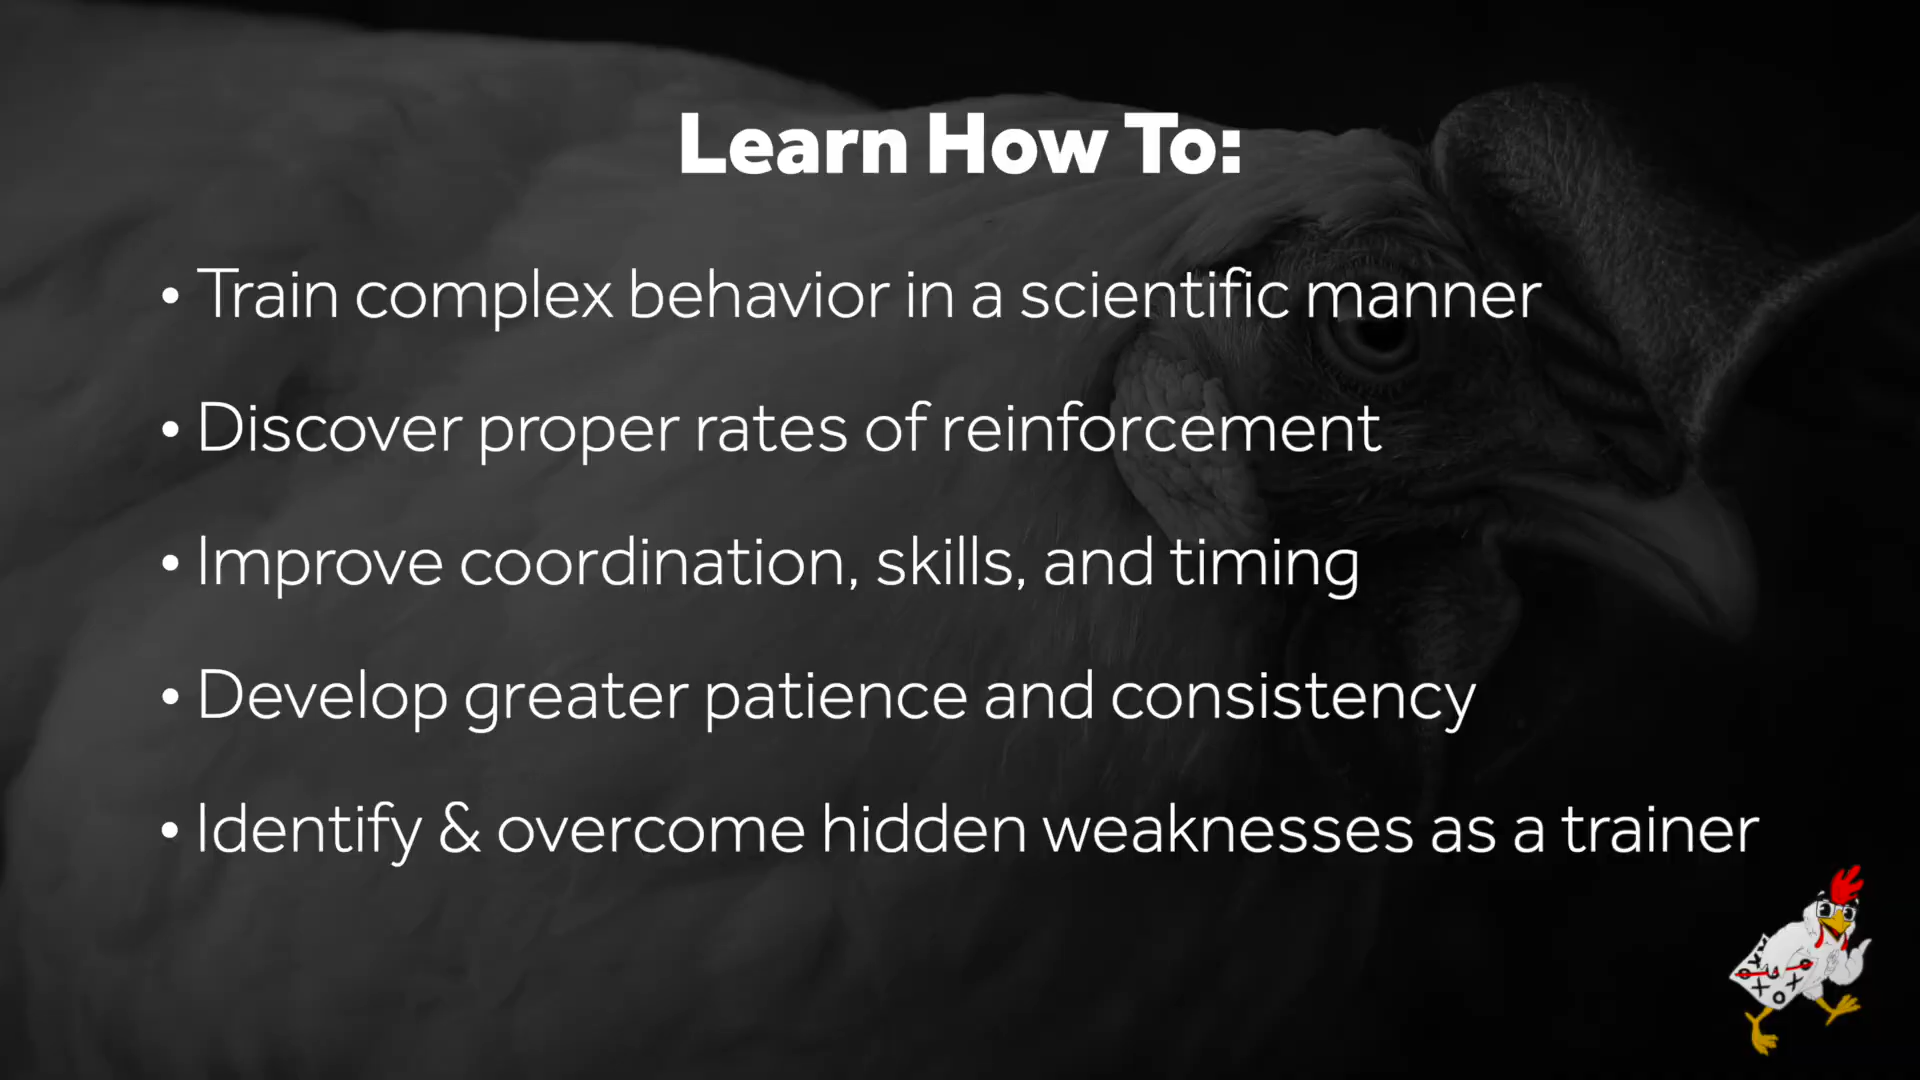 Learn How To:
• Train complex behavior in a scientific manner
• Discover proper rates of reinforcement
• Improve coordination, skills, and timing
• Develop greater patience and consistency
• Identify & overcome hidden weaknesses as a trainer